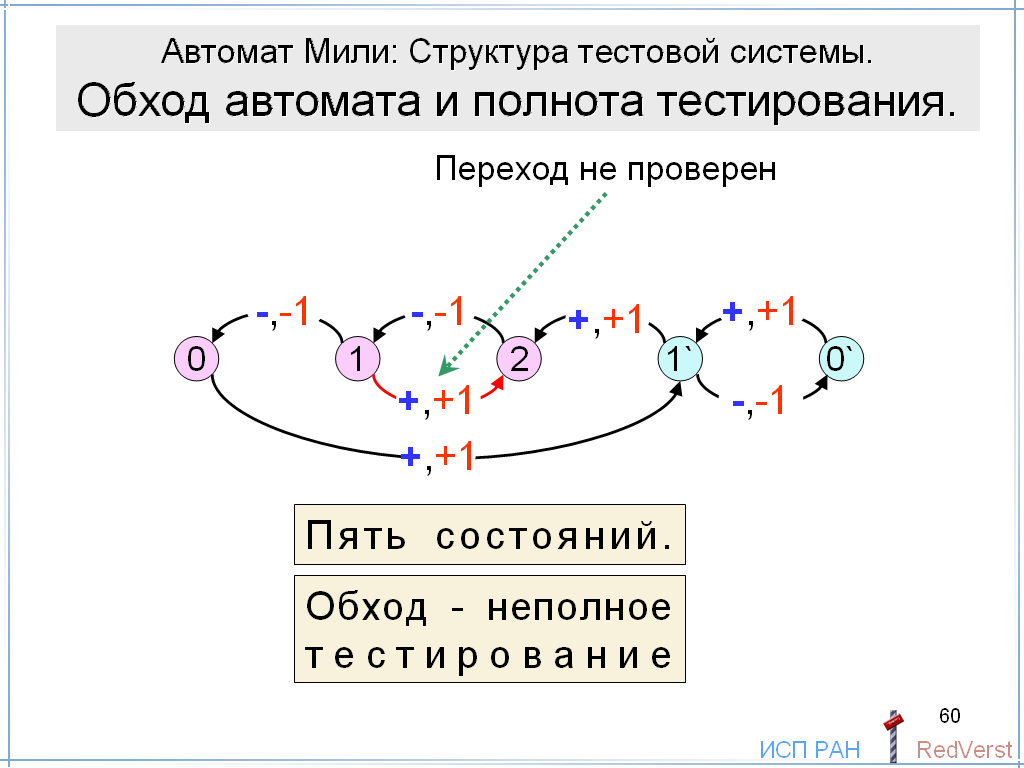 Автомат Мили: Структура тестовой системы.
Обход автомата и полнота тестирования.
Переход не проверен
-,-1 -,-1 +,+1 +,+1
0 1 2 1` 0`
+,+1 -,-1
+,+1
Пять состояний.
Обход - неполное
тестирование
60
ИСП РАН RedVerst